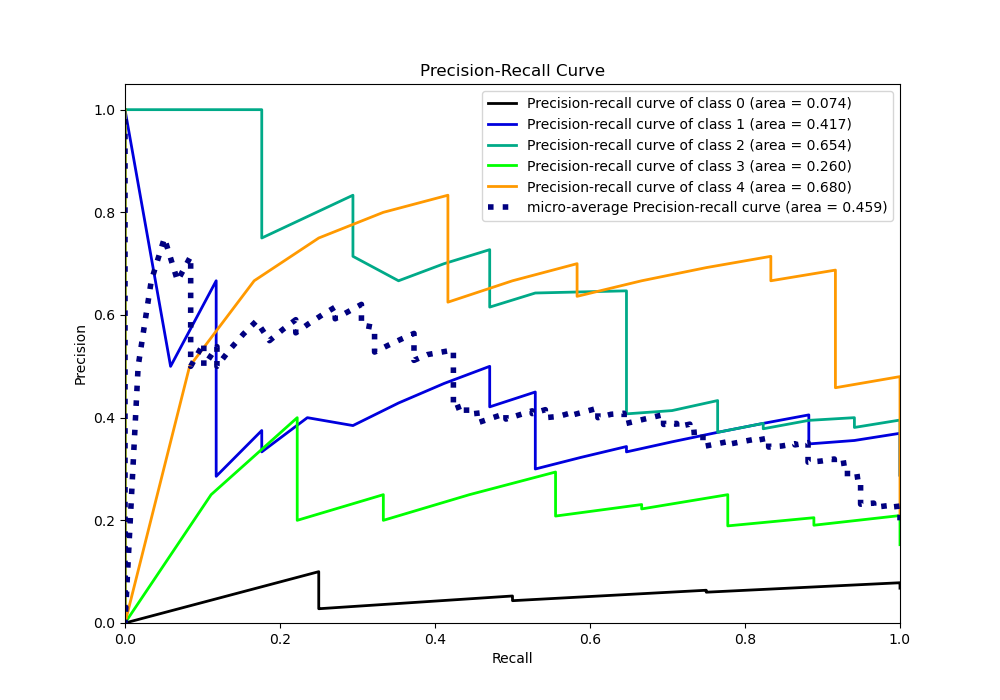 Precision-Recall Curve
Precision-recall curve of class 0 (area = 0.074)
Precision-recall curve of class 1 (area = 0.417)
Precision-recall curve of class 2 (area = 0.654)
Precision-recall curve of class 3 (area = 0.260)
Precision-recall curve of class 4 (area = 0.680)
micro-average Precision-recall curve (area = 0.459)
1.0
0.8
0.6
0.4
0.2
0.0
Precision
0.0 0.2 0.4 0.6 0.8 1.0
Recall